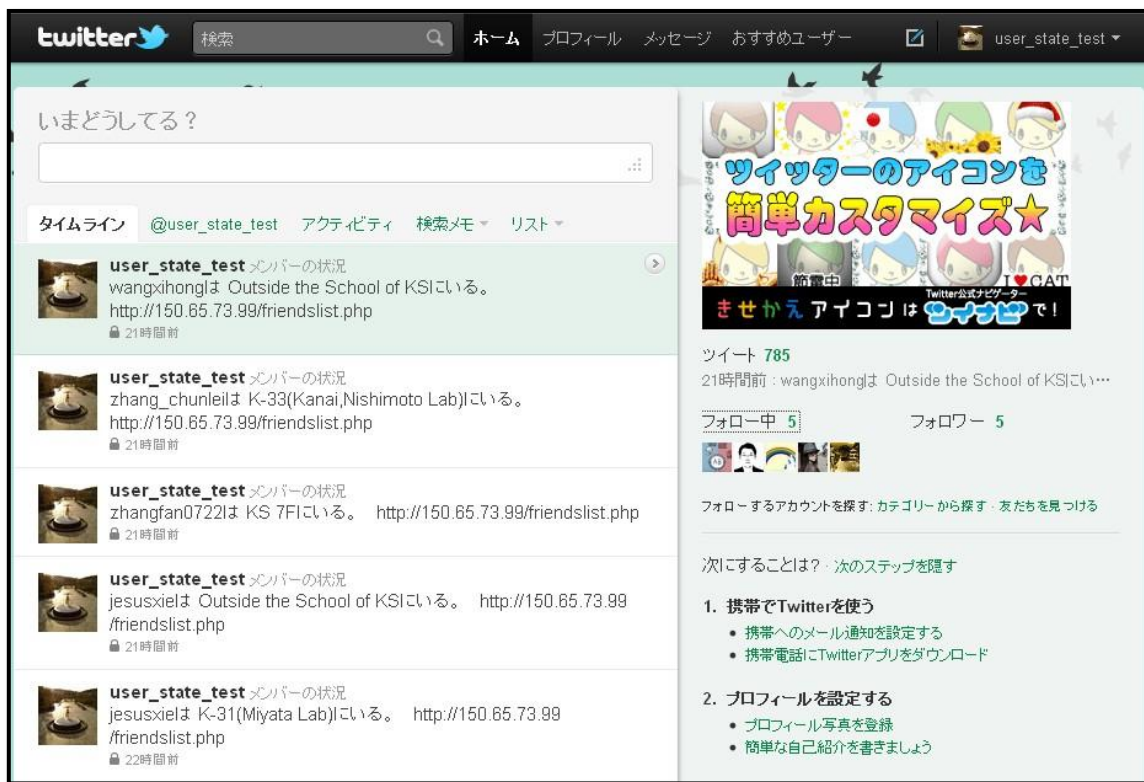 twitter
検索
ホーム プロフィール メッセージ おすすめユーザー
user_state_test
いまどうしてる?
タイムライン @user_state_test アクティビティ 検索メモ リスト
user_state_test メンバーの状況
wangxihongは Outside the School of KSにいる。
http://150.65.73.99/friendslist.php
21時間前
user_state_test メンバーの状況
zhang_chunleiは K-33(Kanai,Nishimoto Lab)にいる。
http://150.65.73.99/friendslist.php
21時間前
user_state_test メンバーの状況
zhangfan0722は KS 7Fにいる。 http://150.65.73.99/friendslist.php
21時間前
user_state_test メンバーの状況
jesusxieは Outside the School of KSにいる。 http://150.65.73.99
/friendslist.php
21時間前
user_state_test メンバーの状況
jesusxieは K-31(Miyata Lab)にいる。 http://150.65.73.99
/friendslist.php
22時間前
ツイッターのアイコンを
簡単カスタマイズ★
節電中
I♥CAT
Twitter公式ナビゲーター
きせかえアイコンはツイナビで!
ツイート 785
21時間前:wangxihongは Outside the School of KSにい…
フォロー中 5 フォロワー 5
フォローするアカウントを探す: カテゴリーから探す · 友だちを見つける
次にすることは? · 次のステップを隠す
1. 携帯でTwitterを使う
• 携帯へのメール通知を設定する
• 携帯電話にTwitterアプリをダウンロード
2. プロフィールを設定する
• プロフィール写真を登録
• 簡単な自己紹介を書きましょう